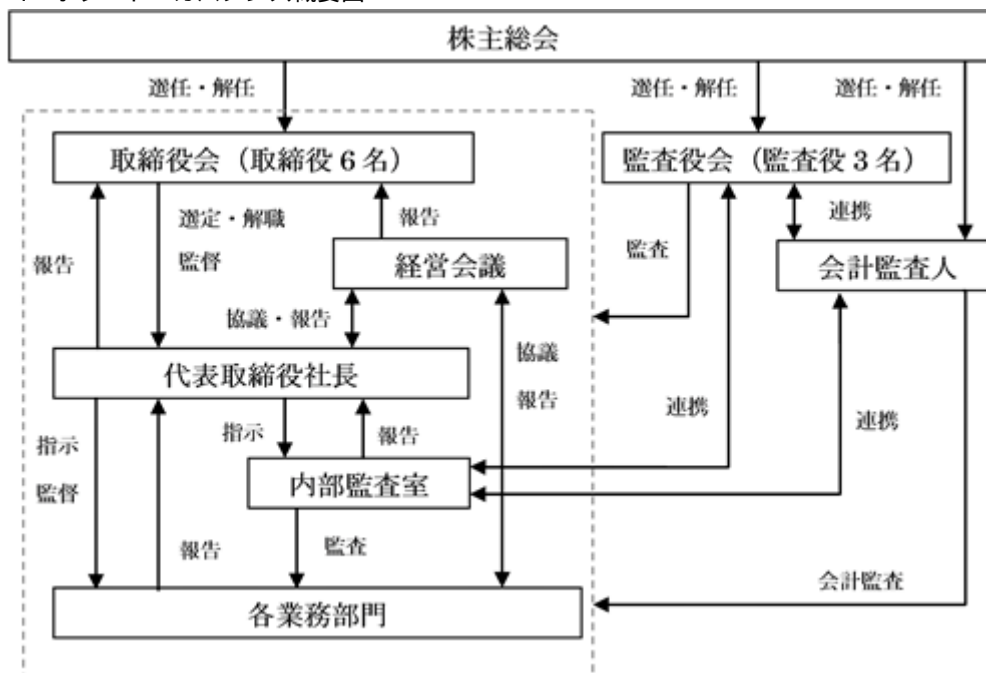 株主総会
選任・解任
選任・解任
選任・解任
取締役会（取締役６名）
監査役会（監査役３名）
選定・解職
監督
報告
報告
連携
監査
経営会議
会計監査人
協議・報告
協議
報告
代表取締役社長
指示
監督
指示
報告
連携
連携
内部監査室
報告
監査
会計監査
各業務部門